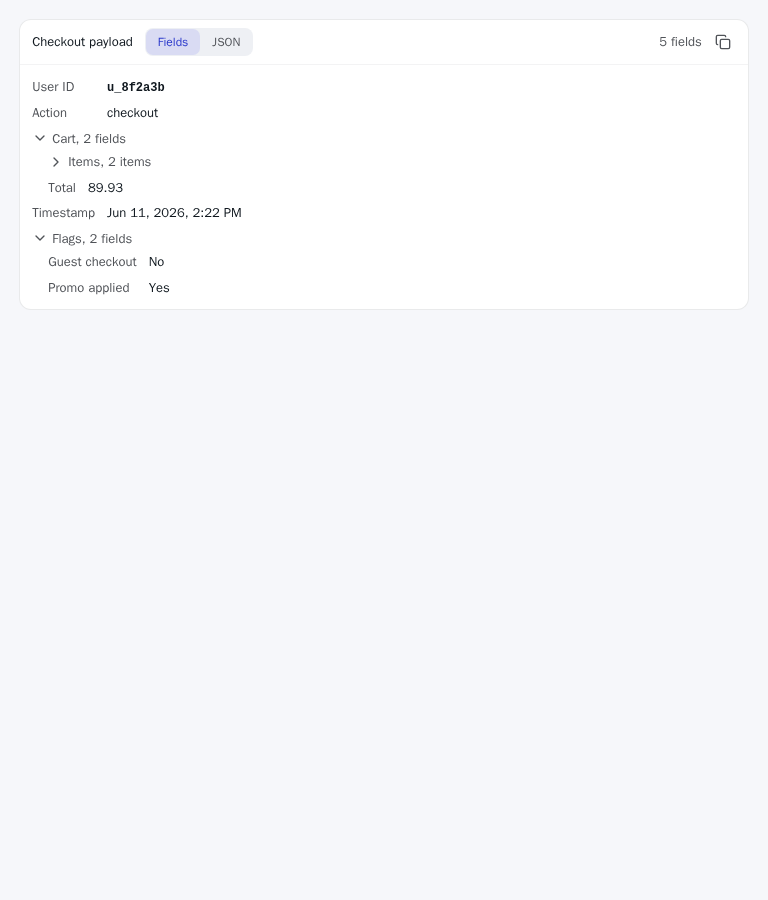 Checkout payload Fields JSON 5 fields
User ID u_8f2a3b
Action checkout
Cart, 2 fields
Items, 2 items
Total 89.93
Timestamp Jun 11, 2026, 2:22 PM
Flags, 2 fields
Guest checkout No
Promo applied Yes